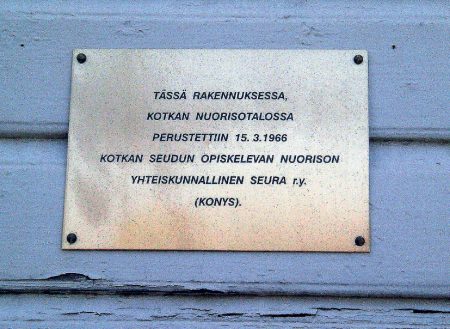 TÄSSÄ RAKENNUKSESSA,
KOTKAN NUORISOTALOSSA
PERUSTETTIIN 15.3.1966
KOTKAN SEUDUN OPISKELEVAN NUORISON
YHTEISKUNNALLINEN SEURA r.y.
(KONYS).